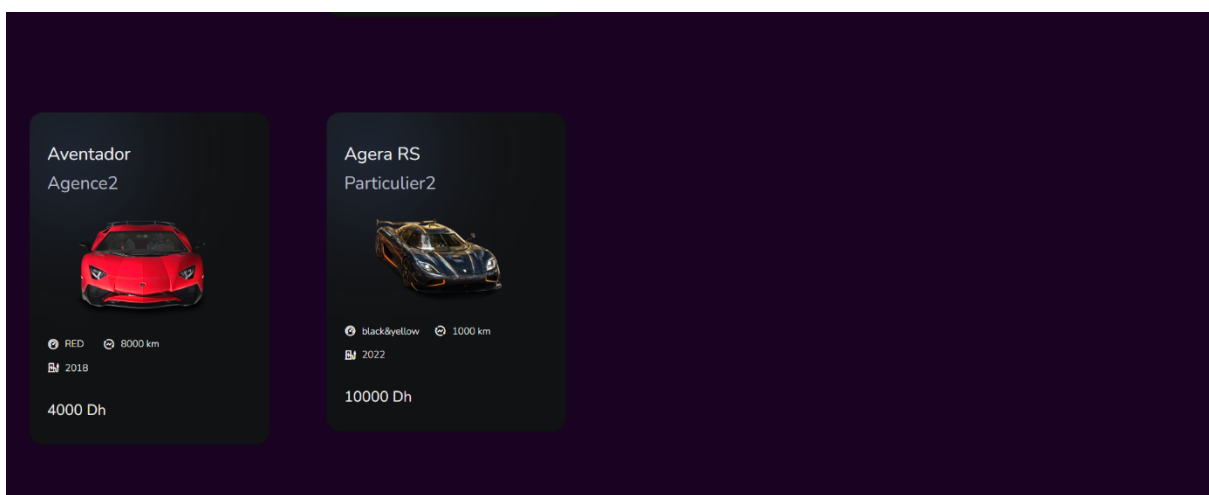 Aventador
Agence2
RED 8000 km
2018
4000 Dh
Agera RS
Particulier2
black&yellow 1000 km
2022
10000 Dh